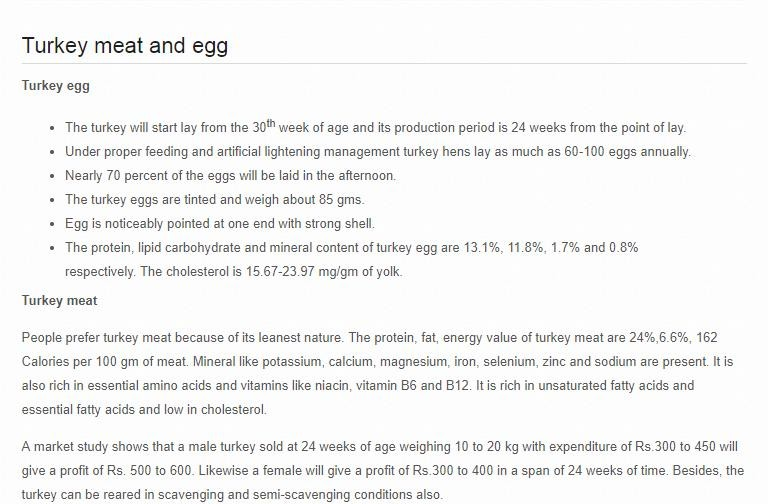 Turkey meat and egg
Turkey egg
• The turkey will start lay from the 30th week of age and its production period is 24 weeks from the point of lay.
• Under proper feeding and artificial lightening management turkey hens lay as much as 60-100 eggs annually.
• Nearly 70 percent of the eggs will be laid in the afternoon.
• The turkey eggs are tinted and weigh about 85 gms.
• Egg is noticeably pointed at one end with strong shell.
• The protein, lipid carbohydrate and mineral content of turkey egg are 13.1%, 11.8%, 1.7% and 0.8%
respectively. The cholesterol is 15.67-23.97 mg/gm of yolk.
Turkey meat
People prefer turkey meat because of its leanest nature. The protein, fat, energy value of turkey meat are 24%,6.6%, 162
Calories per 100 gm of meat. Mineral like potassium, calcium, magnesium, iron, selenium, zinc and sodium are present. It is
also rich in essential amino acids and vitamins like niacin, vitamin B6 and B12. It is rich in unsaturated fatty acids and
essential fatty acids and low in cholesterol.
A market study shows that a male turkey sold at 24 weeks of age weighing 10 to 20 kg with expenditure of Rs.300 to 450 will
give a profit of Rs. 500 to 600. Likewise a female will give a profit of Rs.300 to 400 in a span of 24 weeks of time. Besides, the
turkey can be reared in scavenging and semi-scavenging conditions also.